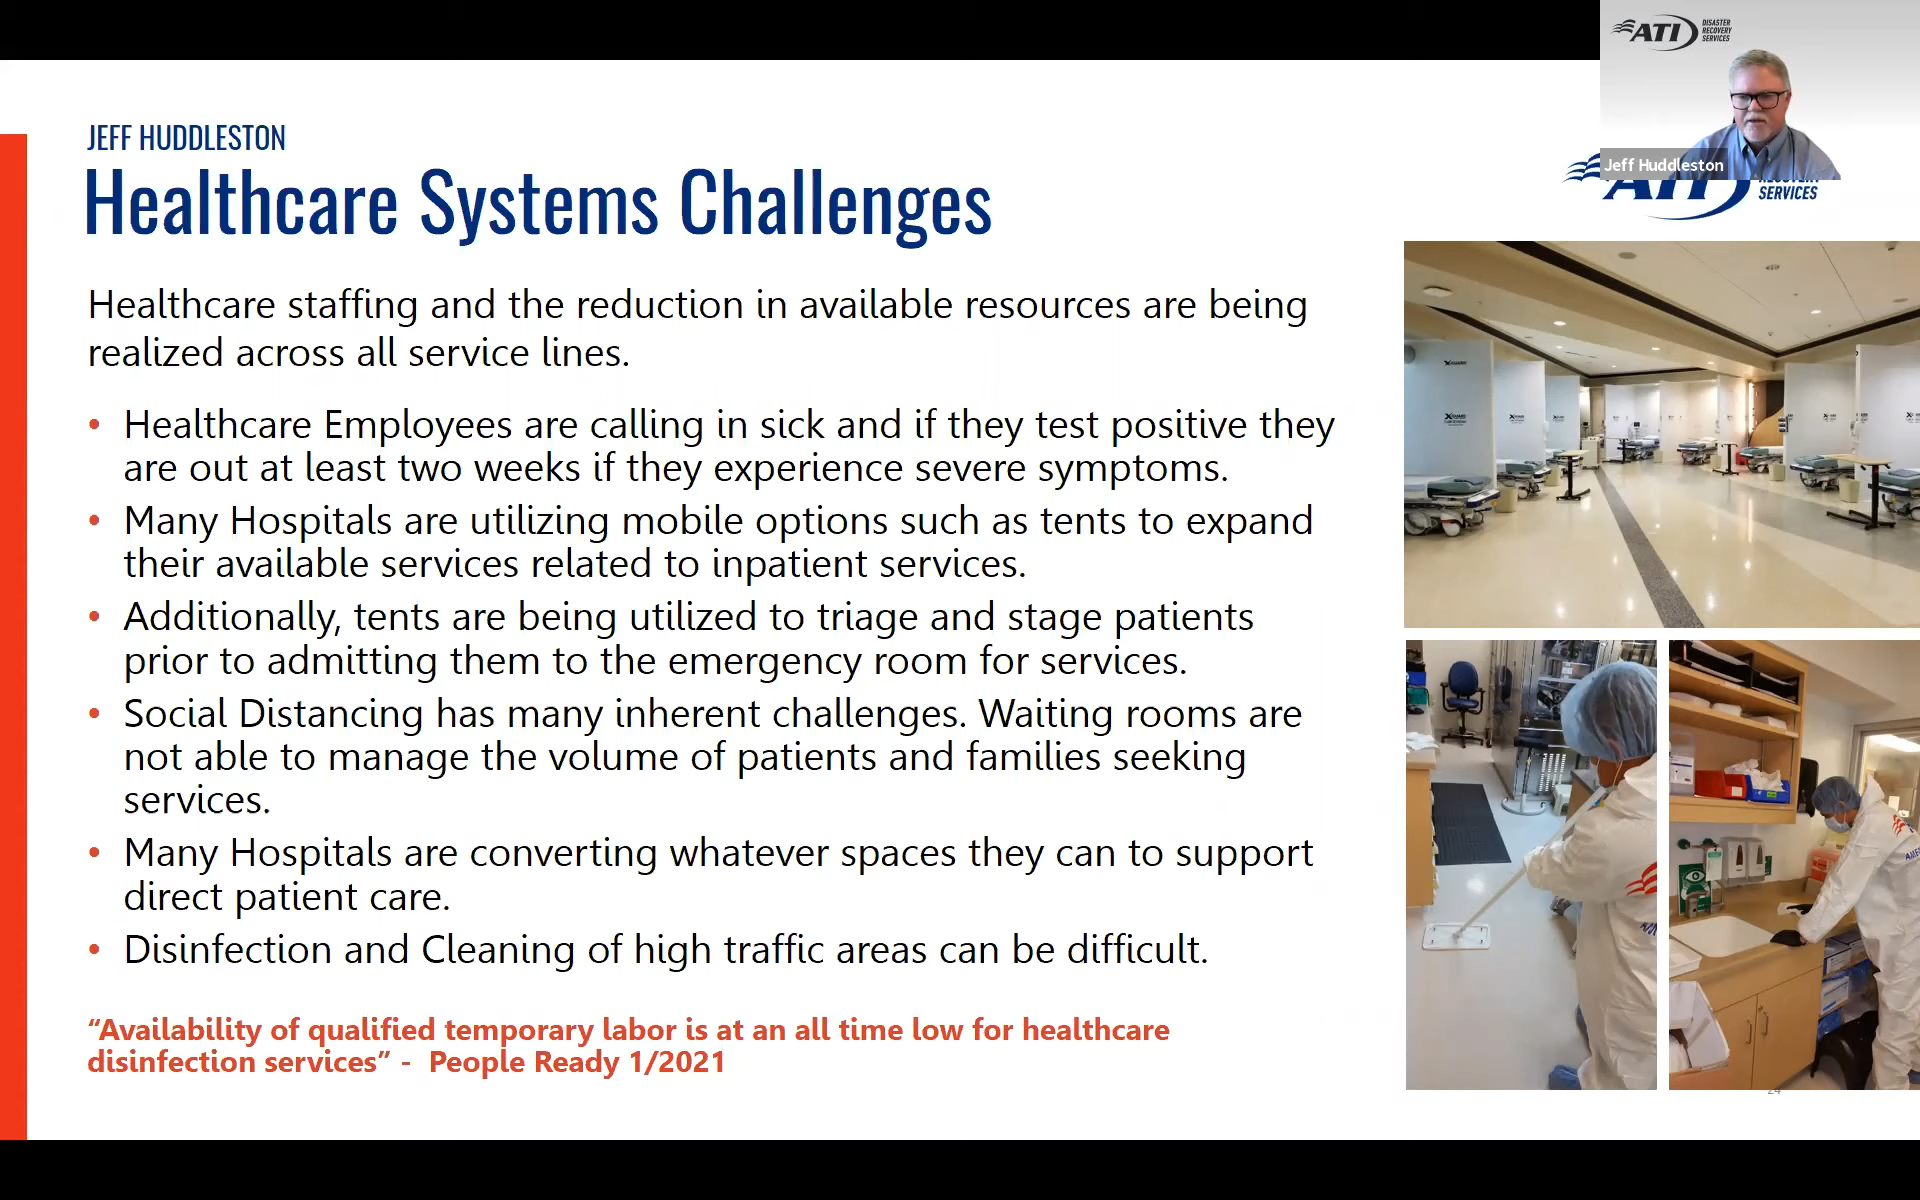 ATI DISASTER
RECOVERY
SERVICES
Jeff Huddleston
JEFF HUDDLESTON
Healthcare Systems Challenges
ATI
SERVICES
Healthcare staffing and the reduction in available resources are being
realized across all service lines.
• Healthcare Employees are calling in sick and if they test positive they
are out at least two weeks if they experience severe symptoms.
• Many Hospitals are utilizing mobile options such as tents to expand
their available services related to inpatient services.
• Additionally, tents are being utilized to triage and stage patients
prior to admitting them to the emergency room for services.
• Social Distancing has many inherent challenges. Waiting rooms are
not able to manage the volume of patients and families seeking
services.
• Many Hospitals are converting whatever spaces they can to support
direct patient care.
• Disinfection and Cleaning of high traffic areas can be difficult.
“Availability of qualified temporary labor is at an all time low for healthcare
disinfection services” - People Ready 1/2021